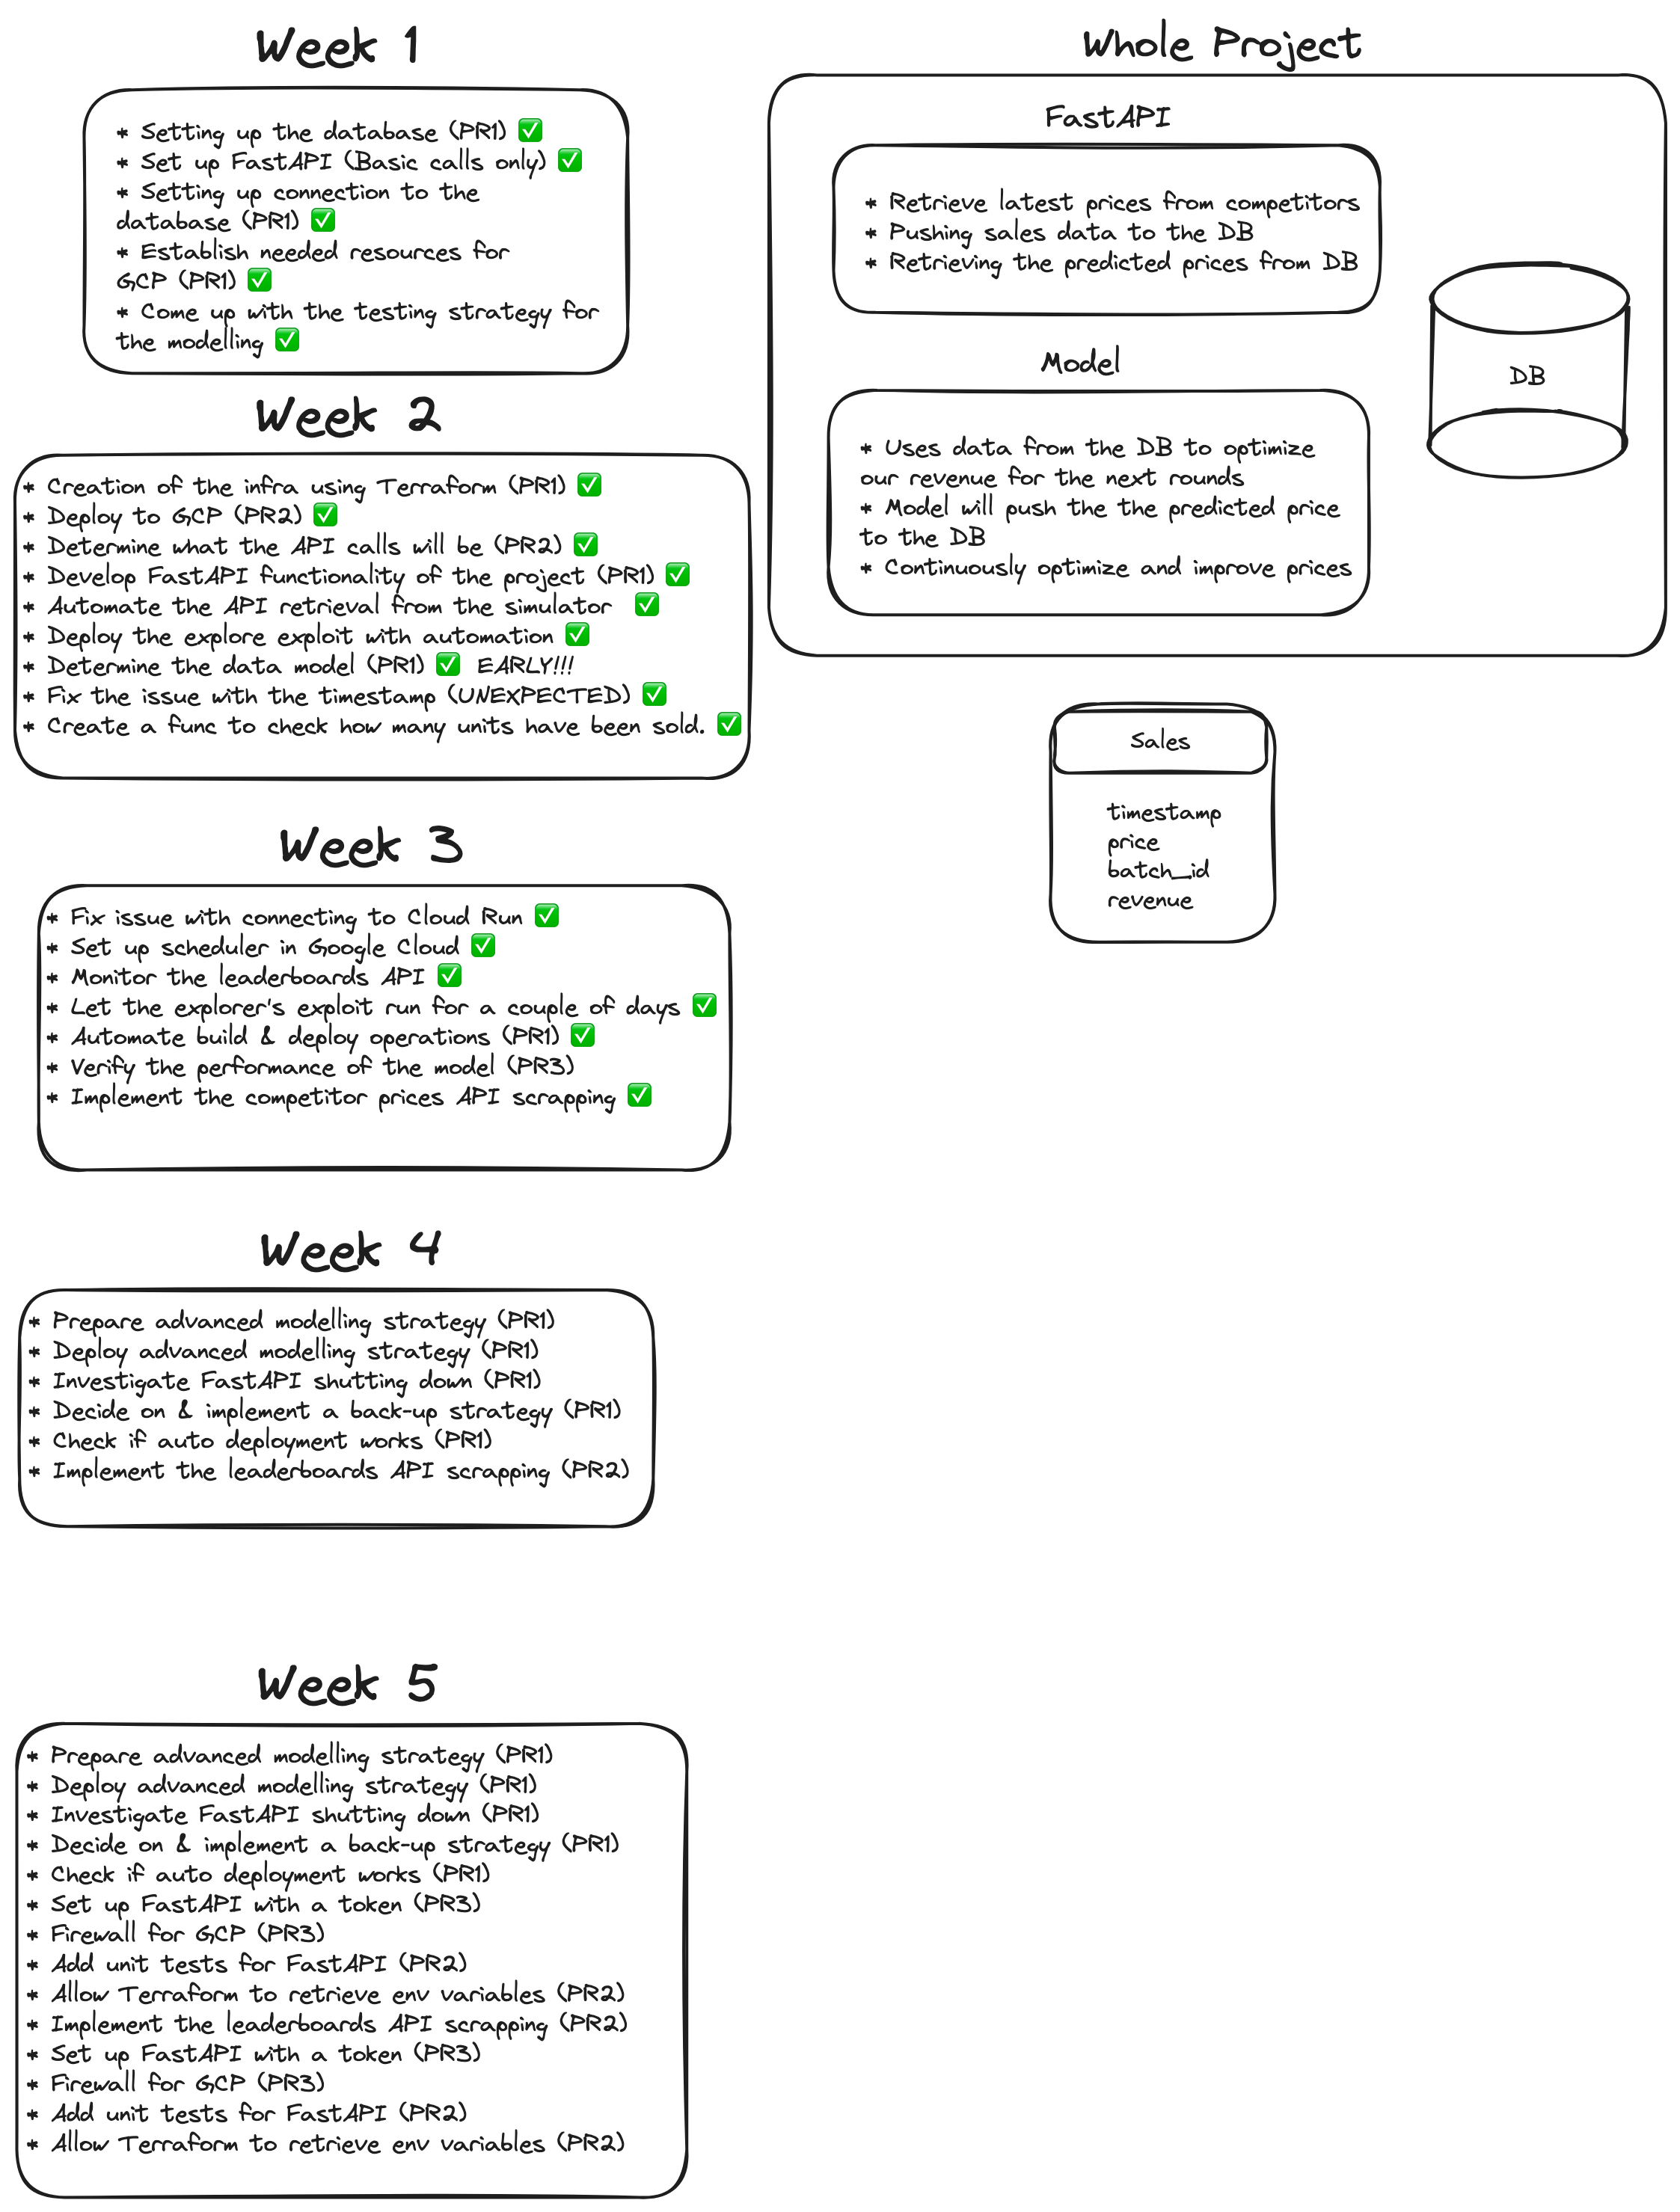 Week 1
* Setting up the database (PR1) ✅
* Set up FastAPI (Basic calls only) ✅
* Setting up connection to the
database (PR1) ✅
* Establish needed resources for
GCP (PR1) ✅
* Come up with the testing strategy for
the modelling ✅
Week 2
* Creation of the infra using Terraform (PR1) ✅
* Deploy to GCP (PR2) ✅
* Determine what the API calls will be (PR2) ✅
* Develop FastAPI functionality of the project (PR1) ✅
* Automate the API retrieval from the simulator ✅
* Deploy the explore exploit with automation ✅
* Determine the data model (PR1) ✅ EARLY!!!
* Fix the issue with the timestamp (UNEXPECTED) ✅
* Create a func to check how many units have been sold. ✅
Week 3
* Fix issue with connecting to Cloud Run ✅
* Set up scheduler in Google Cloud ✅
* Monitor the leaderboards API ✅
* Let the explorer's exploit run for a couple of days ✅
* Automate build & deploy operations (PR1) ✅
* Verify the performance of the model (PR3)
* Implement the competitor prices API scrapping ✅
Week 4
* Prepare advanced modelling strategy (PR1)
* Deploy advanced modelling strategy (PR1)
* Investigate FastAPI shutting down (PR1)
* Decide on & implement a back-up strategy (PR1)
* Check if auto deployment works (PR1)
* Implement the leaderboards API scrapping (PR2)
Week 5
* Prepare advanced modelling strategy (PR1)
* Deploy advanced modelling strategy (PR1)
* Investigate FastAPI shutting down (PR1)
* Decide on & implement a back-up strategy (PR1)
* Check if auto deployment works (PR1)
* Set up FastAPI with a token (PR3)
* Firewall for GCP (PR3)
* Add unit tests for FastAPI (PR2)
* Allow Terraform to retrieve env variables (PR2)
* Implement the leaderboards API scrapping (PR2)
* Set up FastAPI with a token (PR3)
* Firewall for GCP (PR3)
* Add unit tests for FastAPI (PR2)
* Allow Terraform to retrieve env variables (PR2)
Whole Project
FastAPI
* Retrieve latest prices from competitors
* Pushing sales data to the DB
* Retrieving the predicted prices from DB
Model
* Uses data from the DB to optimize
our revenue for the next rounds
* Model will push the the predicted price
to the DB
* Continuously optimize and improve prices
DB
Sales
timestamp
price
batch_id
revenue